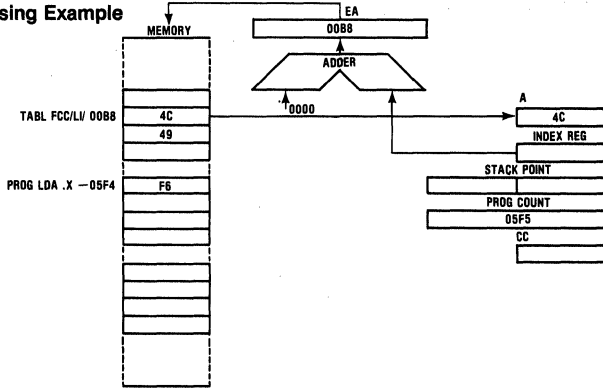 sing Example
EA
00B8
MEMORY
ADDER
0000
A
TABL FCC/LI/ 00B8
4C
4C
49
INDEX REG
STACK POINT
PROG LDA .X —05F4
F6
PROG COUNT
05F5
CC